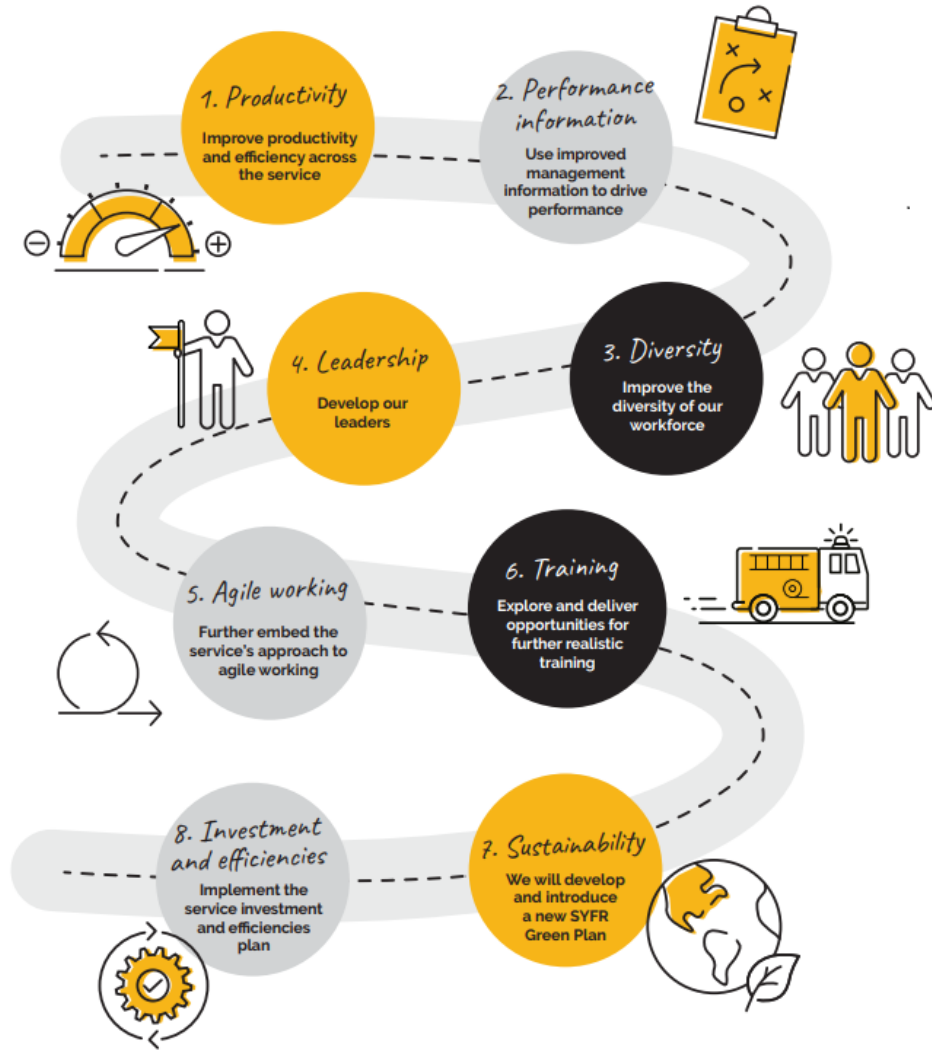 1. Productivity
Improve productivity
and efficiency across
the service
2. Performance
information
Use improved
management
information to drive
performance
3. Diversity
Improve the
diversity of our
workforce
4. Leadership
Develop our
leaders
5. Agile working
Further embed the
service's approach to
agile working
6. Training
Explore and deliver
opportunities for
further realistic
training
7. Sustainability
We will develop
and introduce
a new SYFR
Green Plan
8. Investment
and efficiencies
Implement the
service investment
and efficiencies
plan